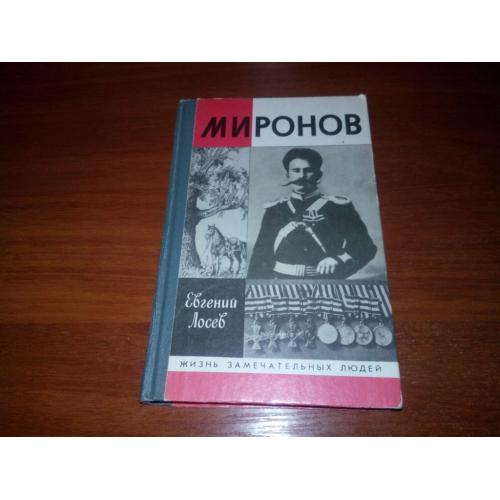 МИРОНОВ
Евгений
Лосев
ЖИЗНЬ ЗАМЕЧАТЕЛЬНЫХ ЛЮДЕЙ